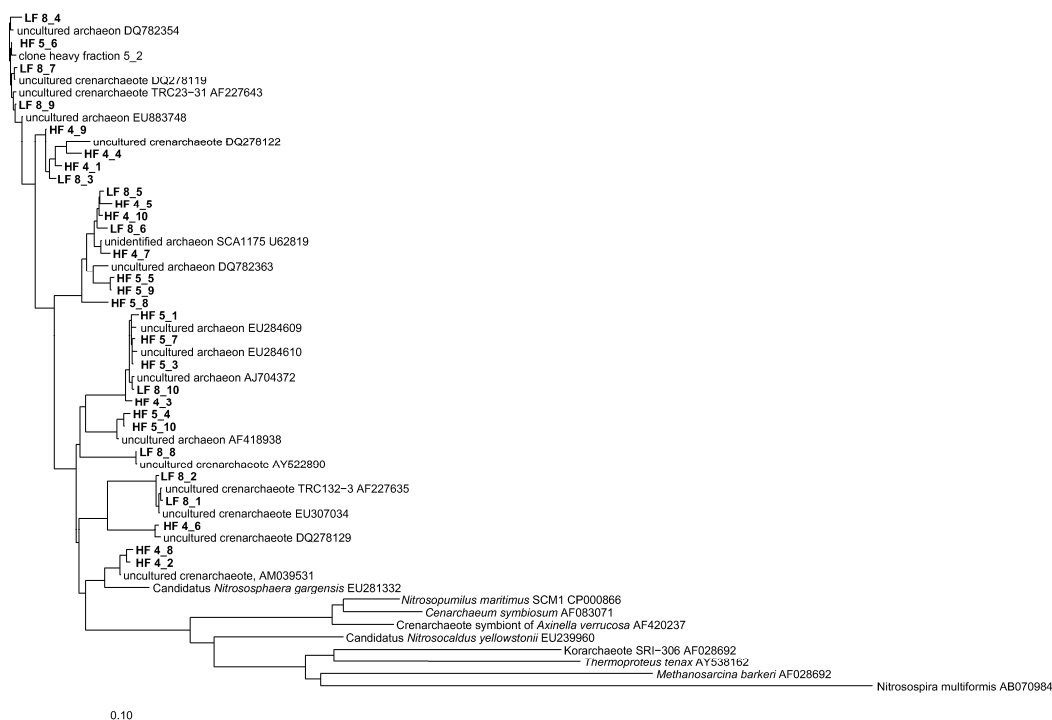 LF 8_4
uncultured archaeon DQ782354
HF 5_6
clone heavy fraction 5_2
LF 8_7
uncultured crenarchaeote DQ278119
uncultured crenarchaeote TRC23−31 AF227643
LF 8_9
uncultured archaeon EU883748
HF 4_9
uncultured crenarchaeote DQ278122
HF 4_4
HF 4_1
LF 8_3
LF 8_5
HF 4_5
HF 4_10
LF 8_6
unidentified archaeon SCA1175 U62819
HF 4_7
uncultured archaeon DQ782363
HF 5_5
HF 5_9
HF 5_8
HF 5_1
uncultured archaeon EU284609
HF 5_7
uncultured archaeon EU284610
HF 5_3
uncultured archaeon AJ704372
LF 8_10
HF 4_3
HF 5_4
HF 5_10
uncultured archaeon AF418938
LF 8_8
uncultured crenarchaeote AY522890
LF 8_2
uncultured crenarchaeote TRC132−3 AF227635
LF 8_1
uncultured crenarchaeote EU307034
HF 4_6
uncultured crenarchaeote DQ278129
HF 4_8
HF 4_2
uncultured crenarchaeote, AM039531
Candidatus Nitrososphaera gargensis EU281332
Nitrosopumilus maritimus SCM1 CP000866
Cenarchaeum symbiosum AF083071
Crenarchaeote symbiont of Axinella verrucosa AF420237
Candidatus Nitrosocaldus yellowstonii EU239960
Korarchaeote SRI−306 AF028692
Thermoproteus tenax AY538162
Methanosarcina barkeri AF028692
Nitrosospira multiformis AB070984
0.10